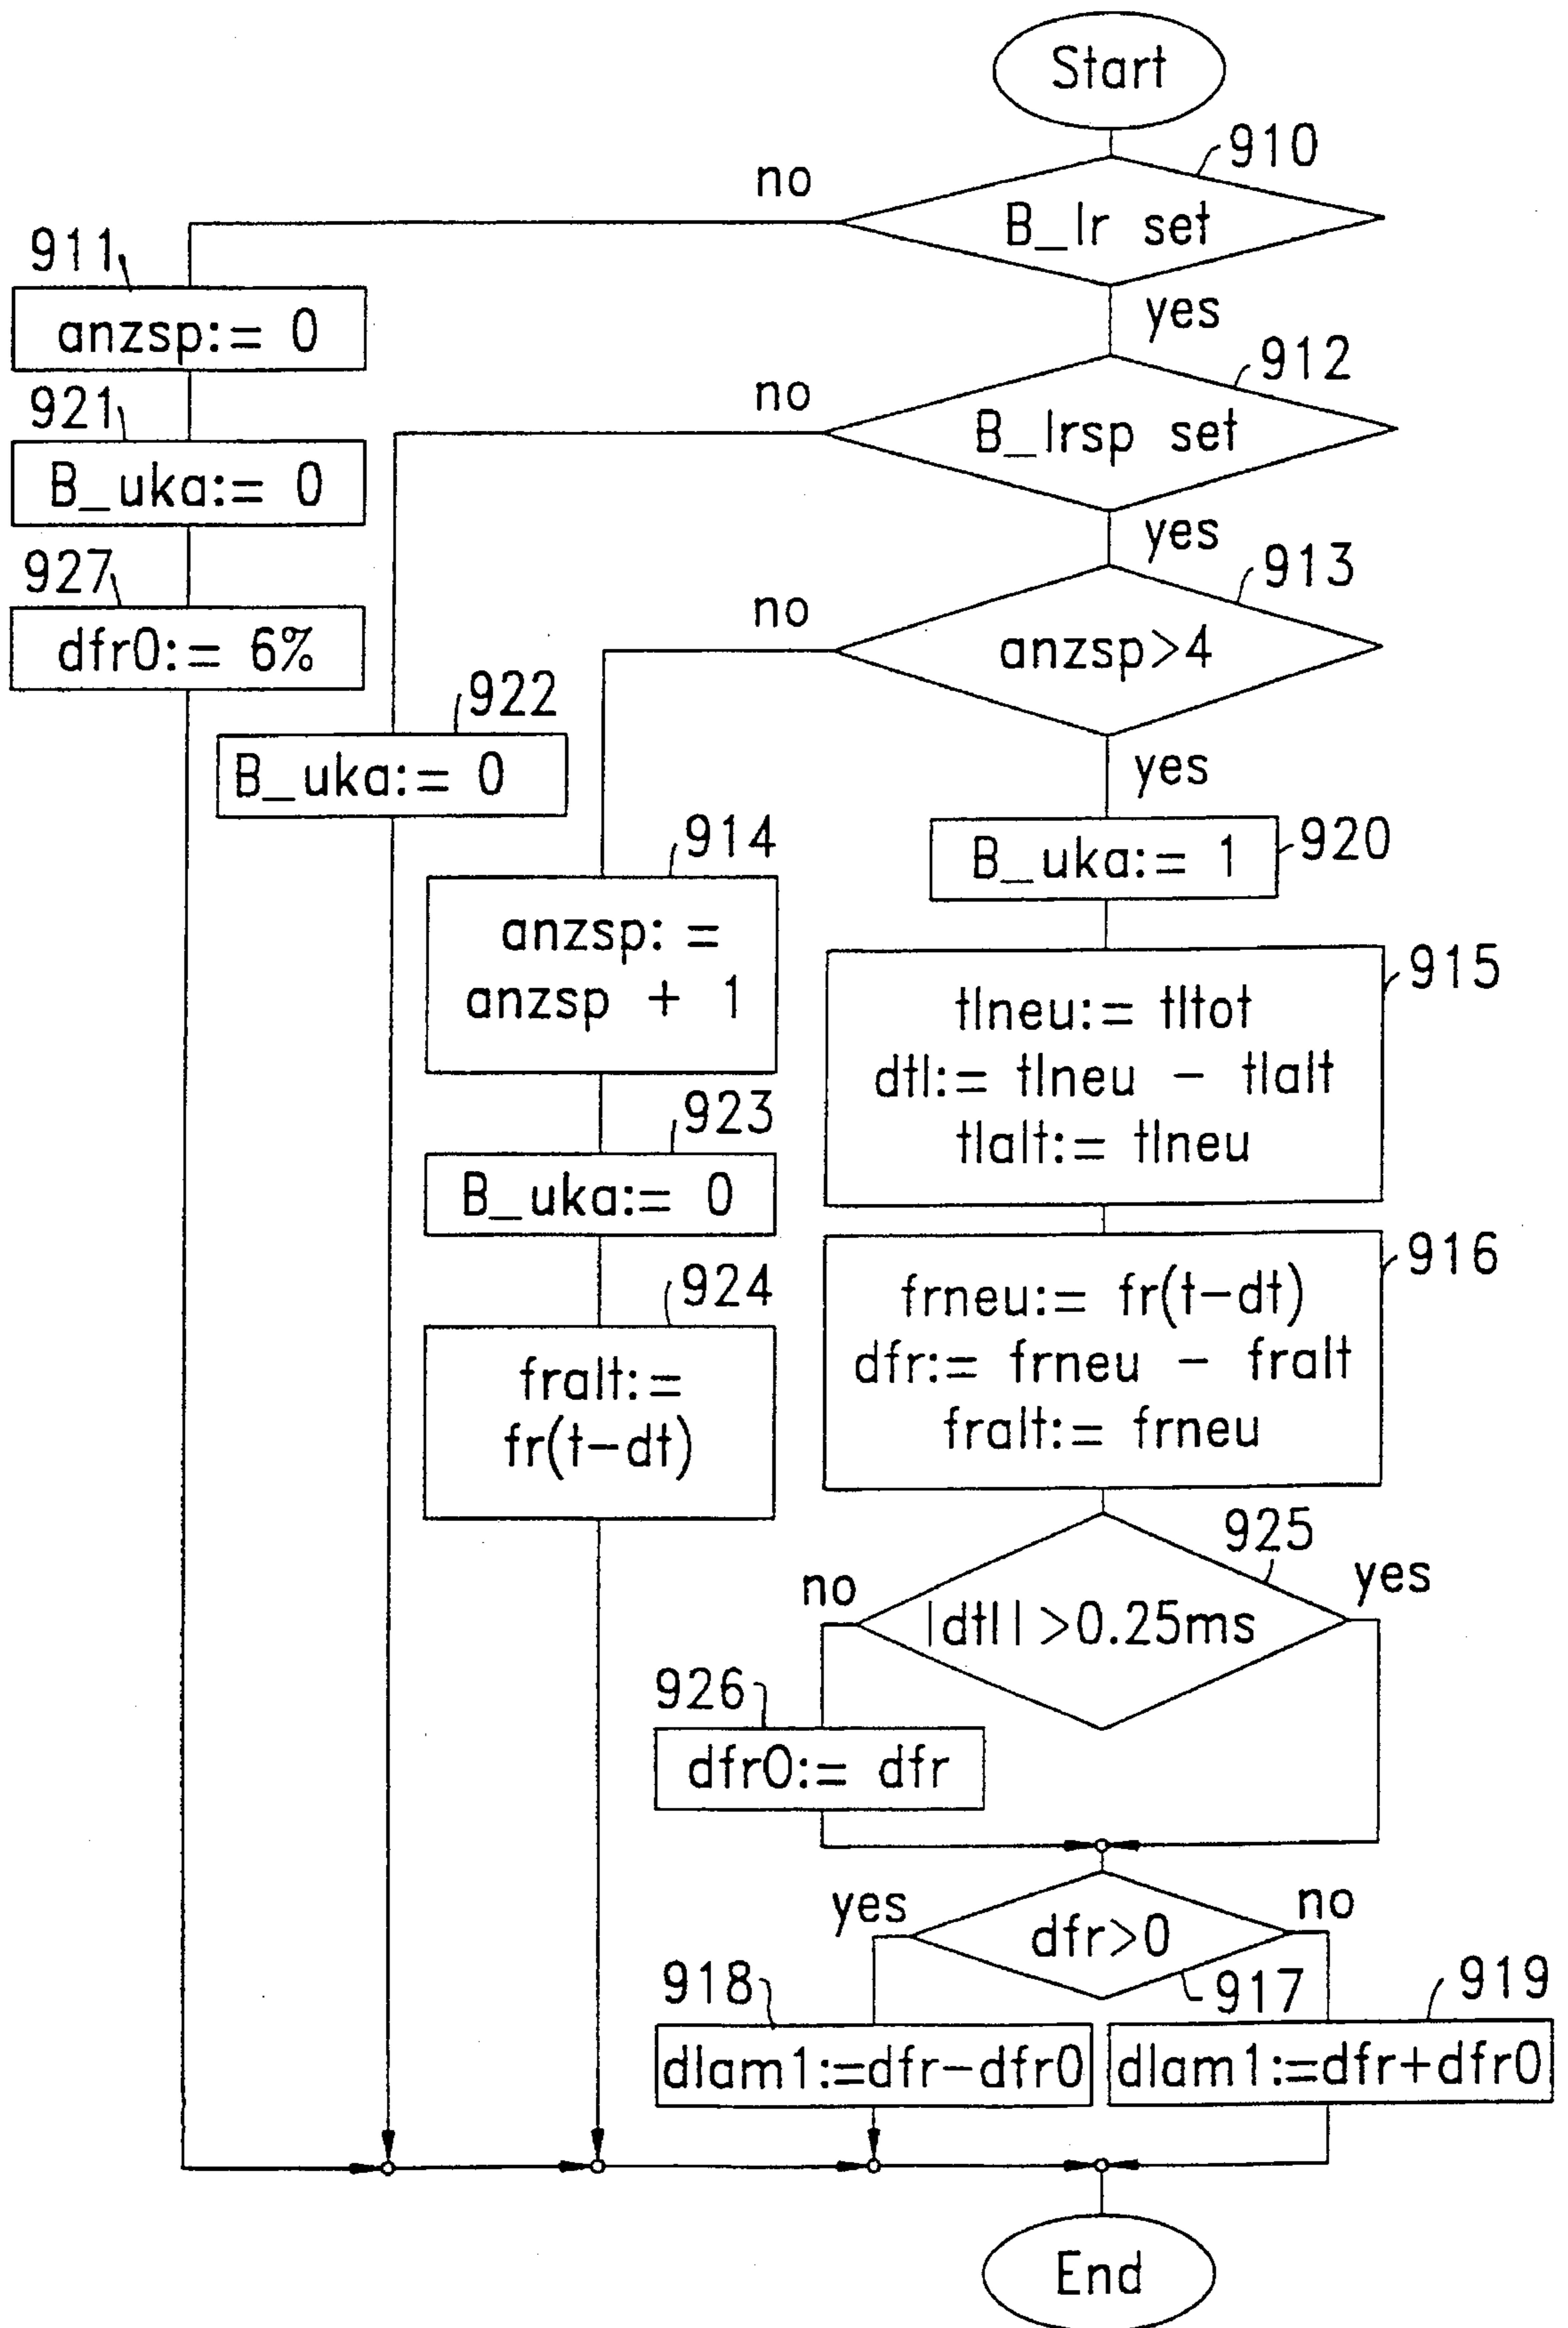 Start
910
no
B_lr set
911
yes
anzsp:= 0
912
921
no
B_lrsp set
B_uka:= 0
yes
927
913
no
dfr0:= 6%
anzsp>4
922
yes
B_uka:= 0
914
B_uka:= 1
920
anzsp: =
anzsp + 1
915
tlneu:= tltot
dtl:= tlneu - tlalt
tlalt:= tlneu
923
B_uka:= 0
916
924
frneu:= fr(t-dt)
dfr:= frneu - fralt
fralt:= frneu
fralt:=
fr(t-dt)
925
no
yes
|dtl| >0.25ms
926
dfr0:= dfr
yes
no
dfr>0
918
917
919
dlam1:=dfr-dfr0
dlam1:=dfr+dfr0
End